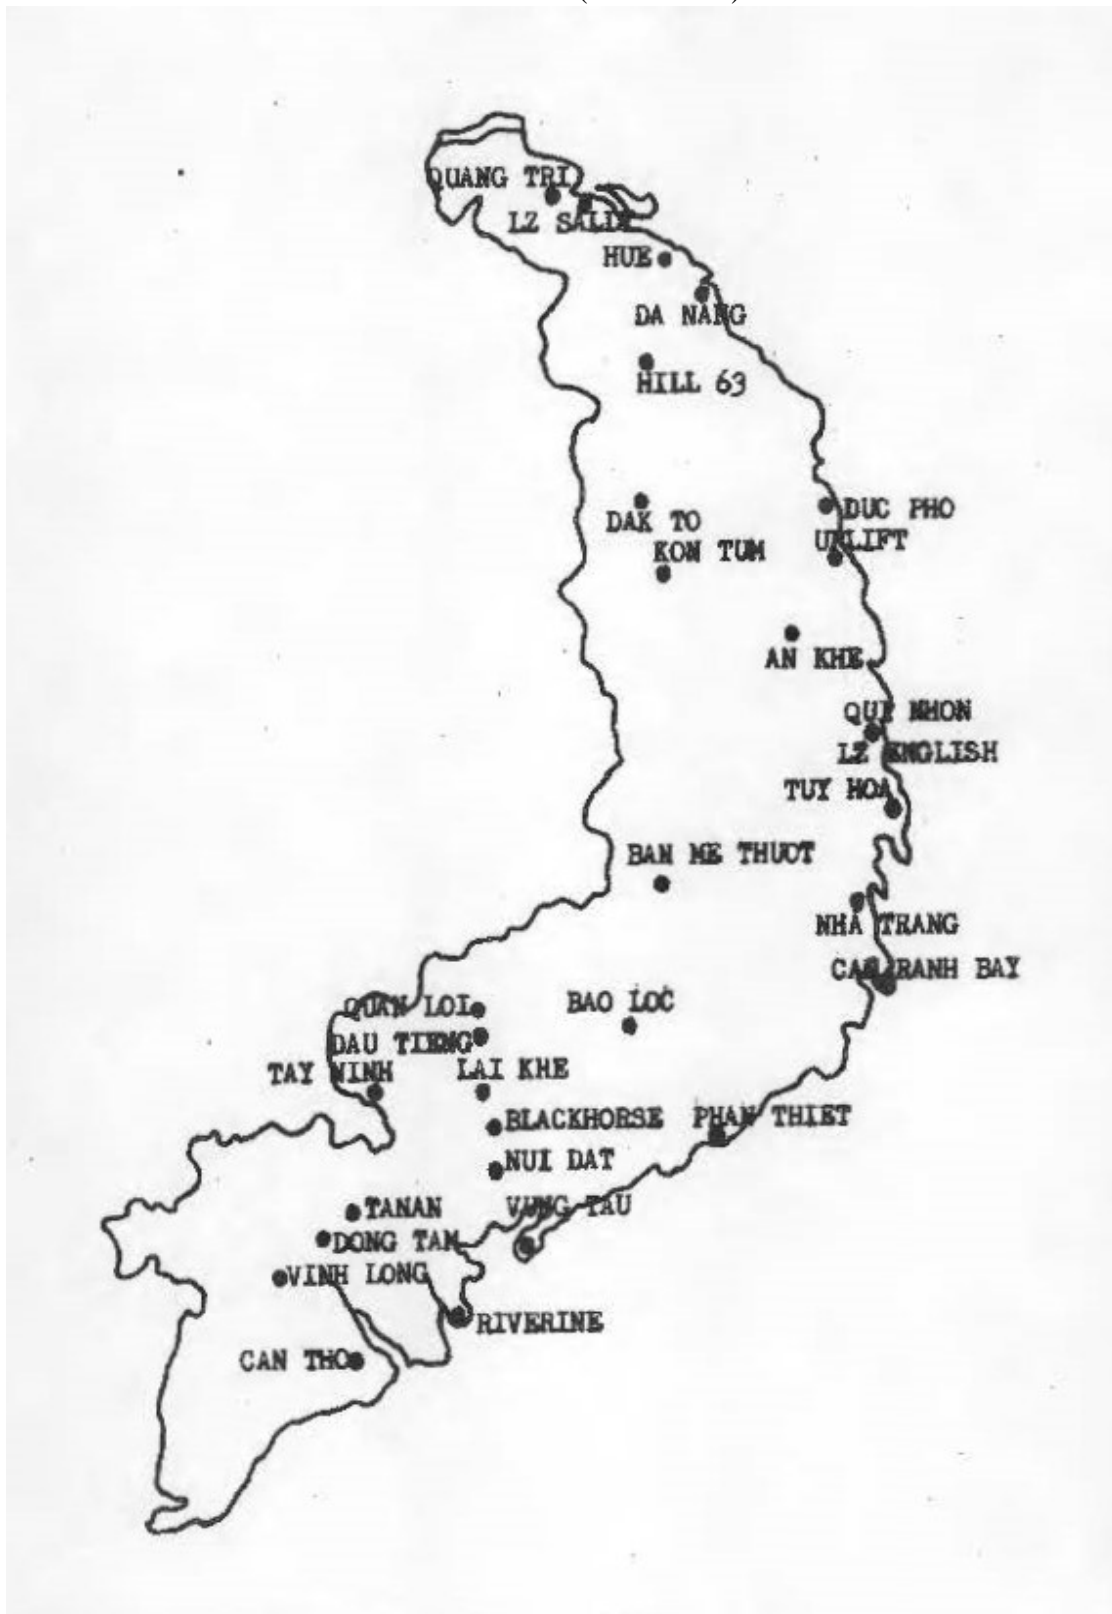 QUANG TRI
LZ SALLY
HUE
DA NANG
HILL 63
DUC PHO
DAK TO
UPLIFT
KON TUM
AN KHE
QUI NHON
LZ ENGLISH
TUY HOA
BAN ME THUOT
NHA TRANG
CAM RANH BAY
QUAN LOI
BAO LOC
DAU TIENG
TAY NINH
LAI KHE
BLACKHORSE
PHAN THIET
NUI DAT
TANAN
VUNG TAU
DONG TAM
VINH LONG
RIVERINE
CAN THO